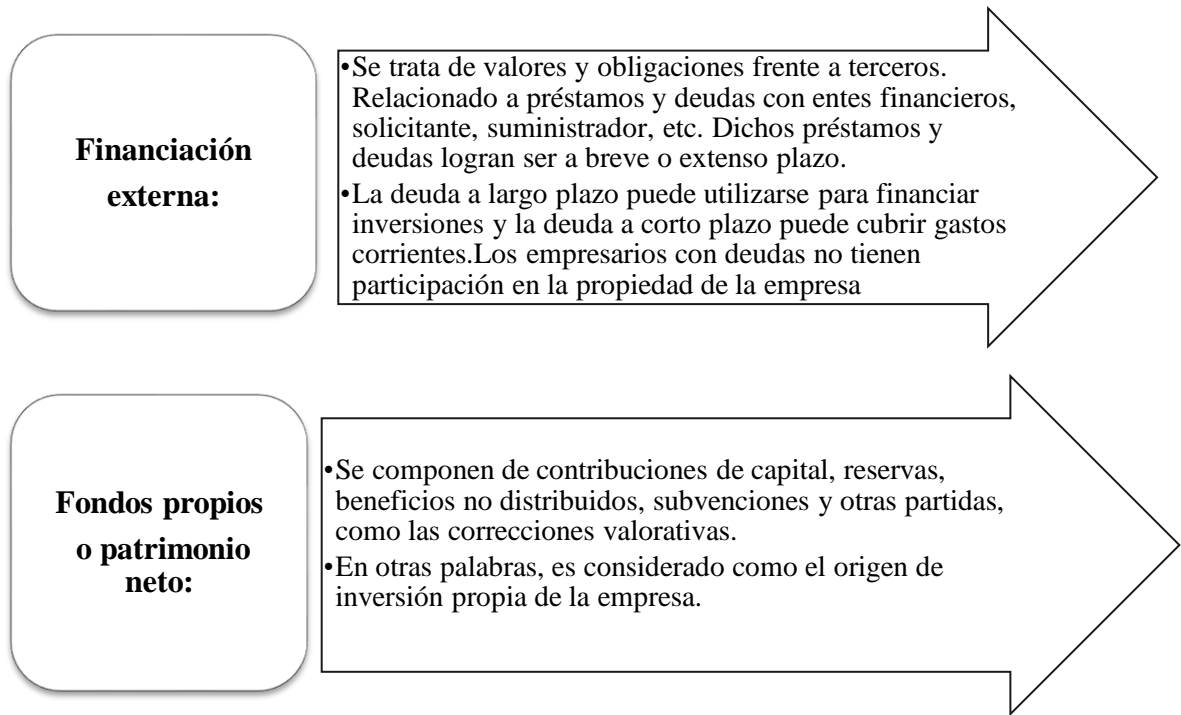 Financiación
externa:
•Se trata de valores y obligaciones frente a terceros.
Relacionado a préstamos y deudas con entes financieros,
solicitante, suministrador, etc. Dichos préstamos y
deudas logran ser a breve o extenso plazo.
•La deuda a largo plazo puede utilizarse para financiar
inversiones y la deuda a corto plazo puede cubrir gastos
corrientes.Los empresarios con deudas no tienen
participación en la propiedad de la empresa
Fondos propios
o patrimonio
neto:
•Se componen de contribuciones de capital, reservas,
beneficios no distribuidos, subvenciones y otras partidas,
como las correcciones valorativas.
•En otras palabras, es considerado como el origen de
inversión propia de la empresa.